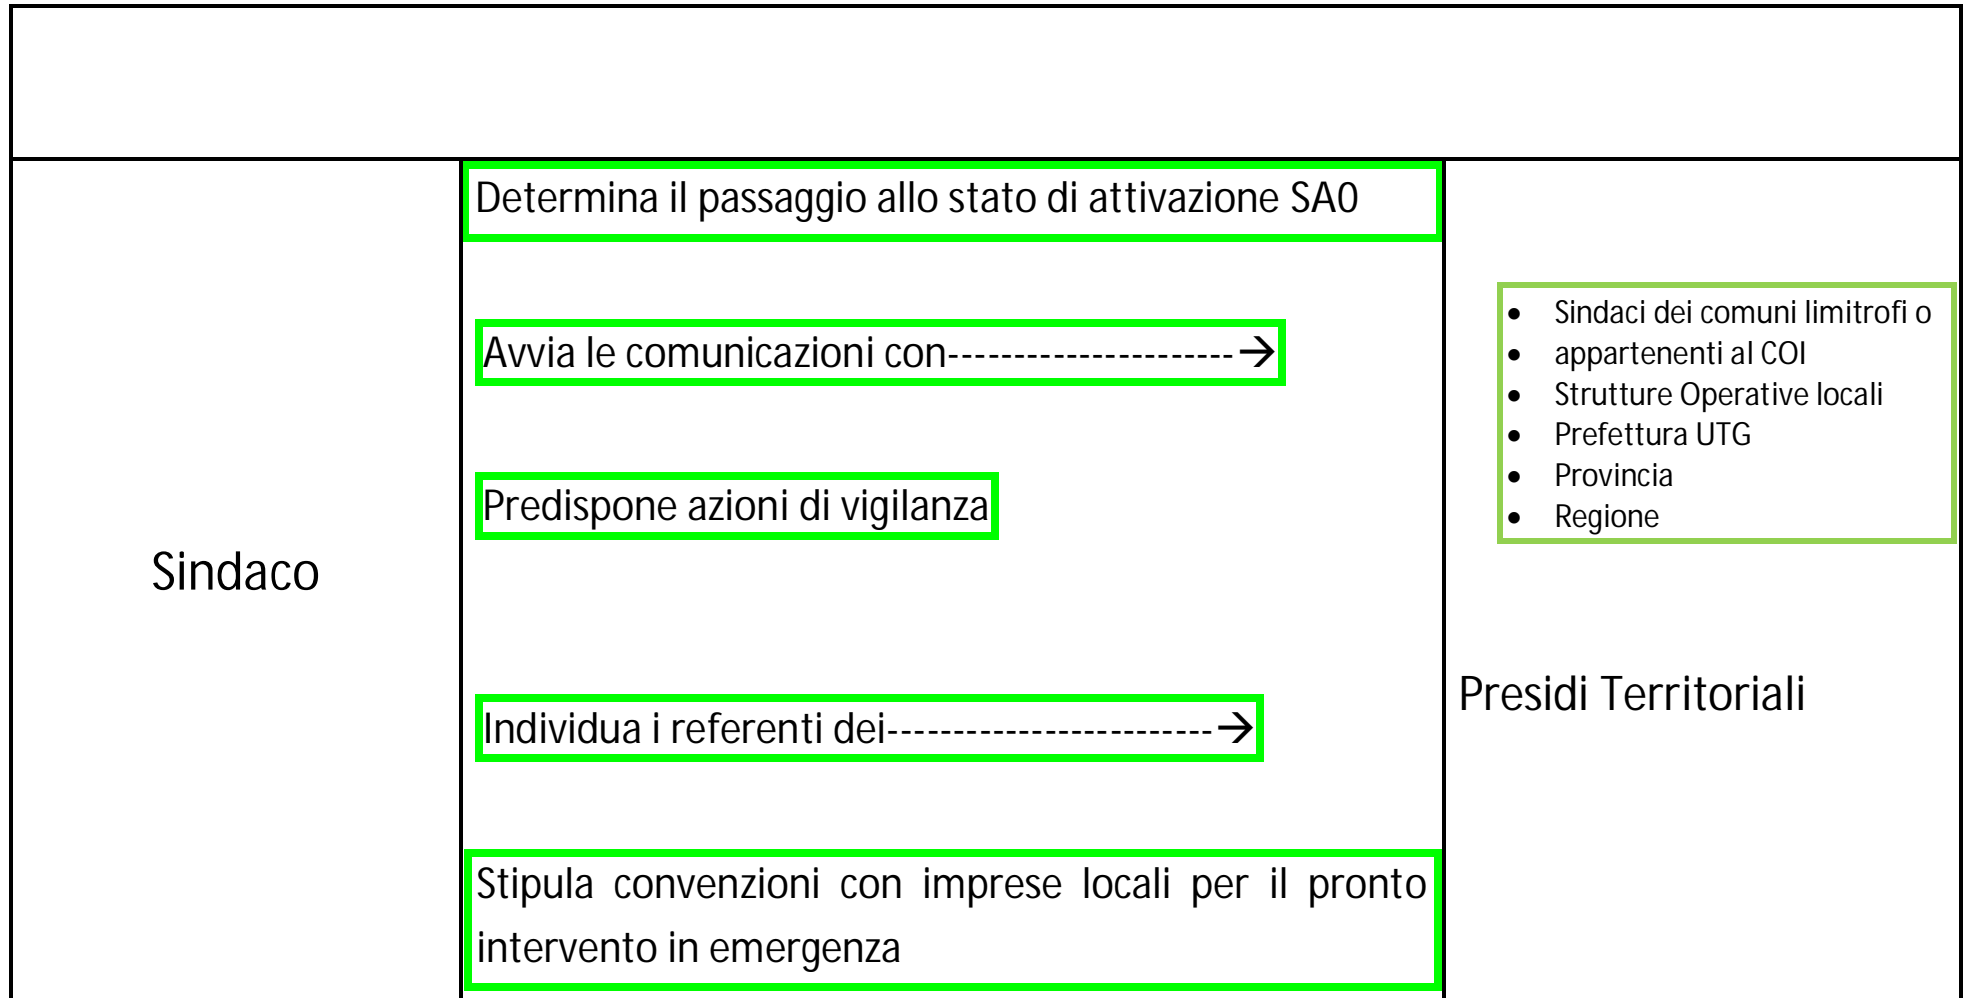 Sindaco
Determina il passaggio allo stato di attivazione SA0
Avvia le comunicazioni con----------------------→
Predispone azioni di vigilanza
Individua i referenti dei-------------------------→
Stipula convenzioni con imprese locali per il pronto
intervento in emergenza
• Sindaci dei comuni limitrofi o
• appartenenti al COI
• Strutture Operative locali
• Prefettura UTG
• Provincia
• Regione
Presidi Territoriali